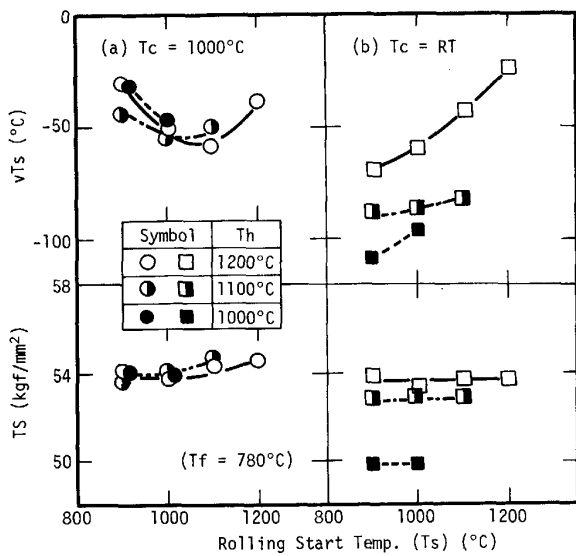 0
(a) Tc = 1000°C
(b) Tc = RT
-50
vTs (°C)
-100
Symbol Th
1200°C
1100°C
1000°C
58
54
50
TS (kgf/mm²)
(Tf = 780°C)
800 1000 1200 800 1000 1200
Rolling Start Temp. (Ts) (°C)